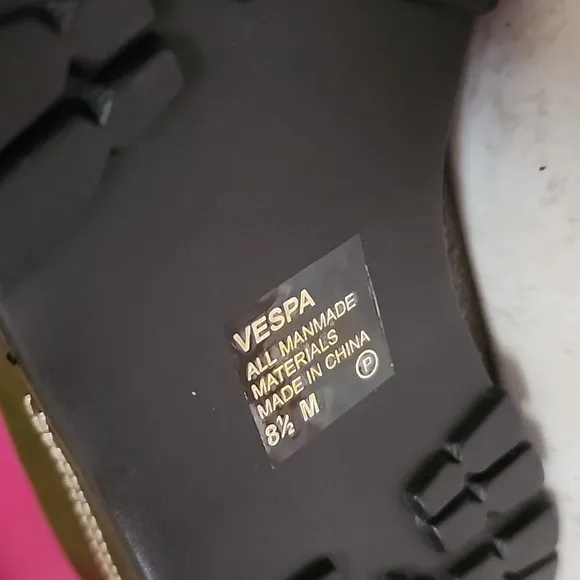 VESPA
ALL MANMADE
MATERIALS
MADE IN CHINA
8½ M P